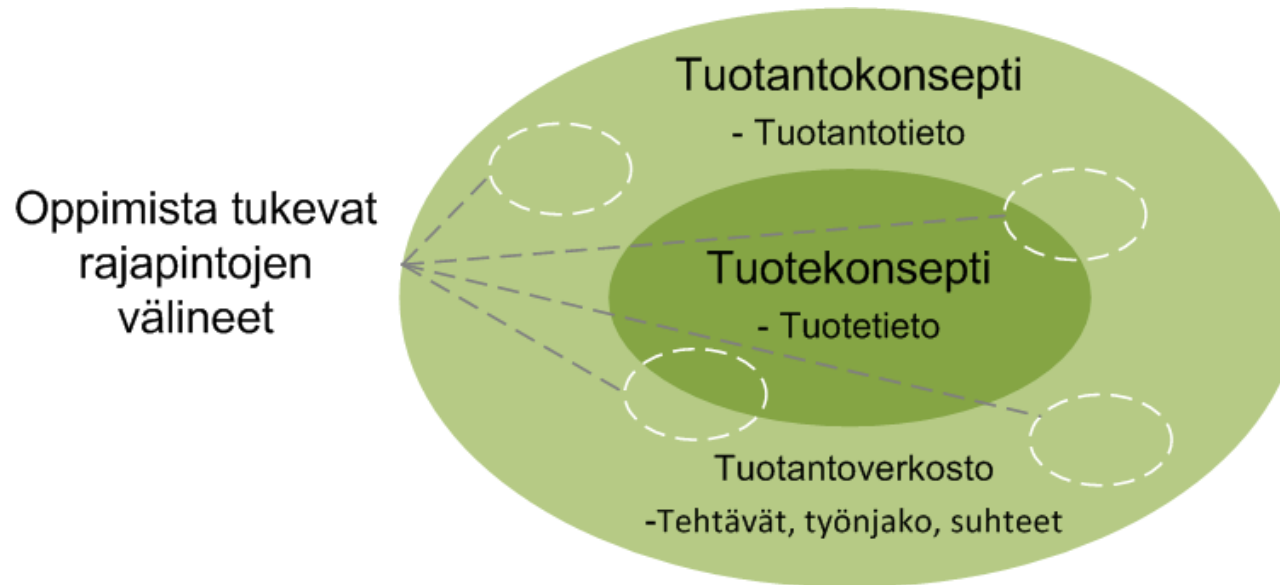 Oppimista tukevat
rajapintojen
välineet
Tuotantokonsepti
- Tuotantotieto
Tuotekonsepti
- Tuotetieto
Tuotantoverkosto
-Tehtävät, työnjako, suhteet